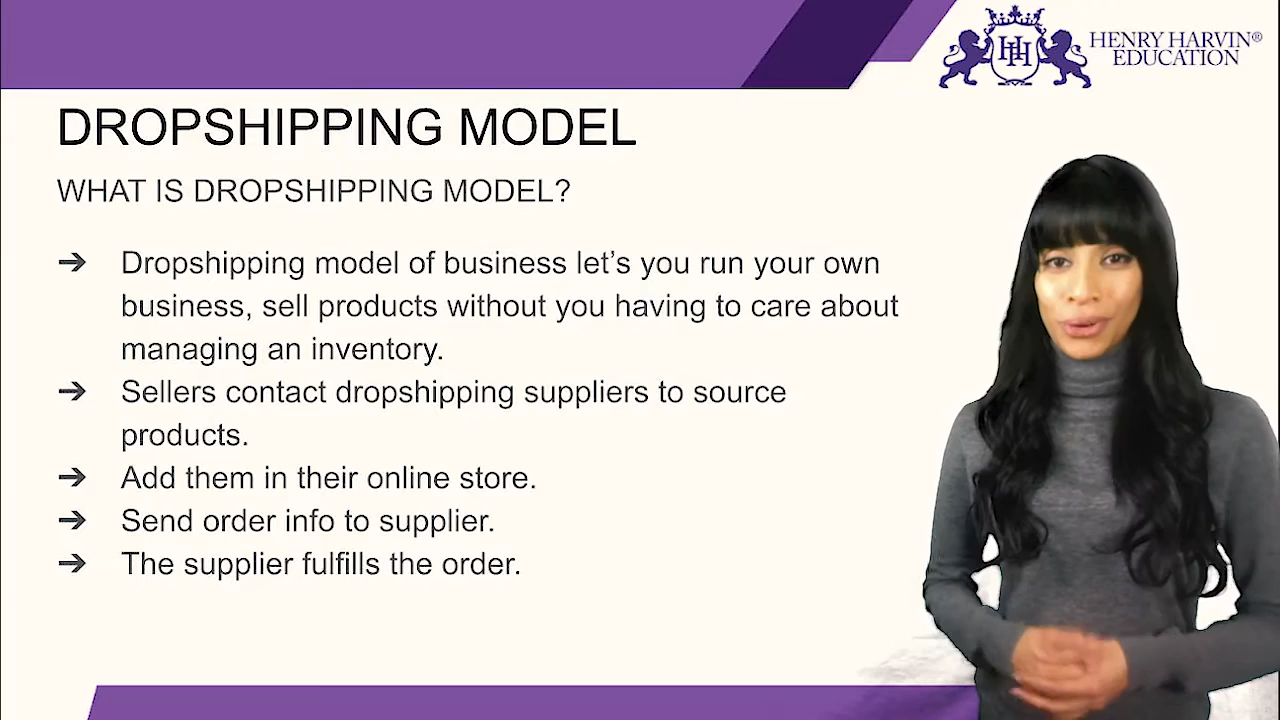 HENRY HARVIN®
EDUCATION
DROPSHIPPING MODEL
WHAT IS DROPSHIPPING MODEL?
➔ Dropshipping model of business let’s you run your own
business, sell products without you having to care about
managing an inventory.
➔ Sellers contact dropshipping suppliers to source
products.
➔ Add them in their online store.
➔ Send order info to supplier.
➔ The supplier fulfills the order.